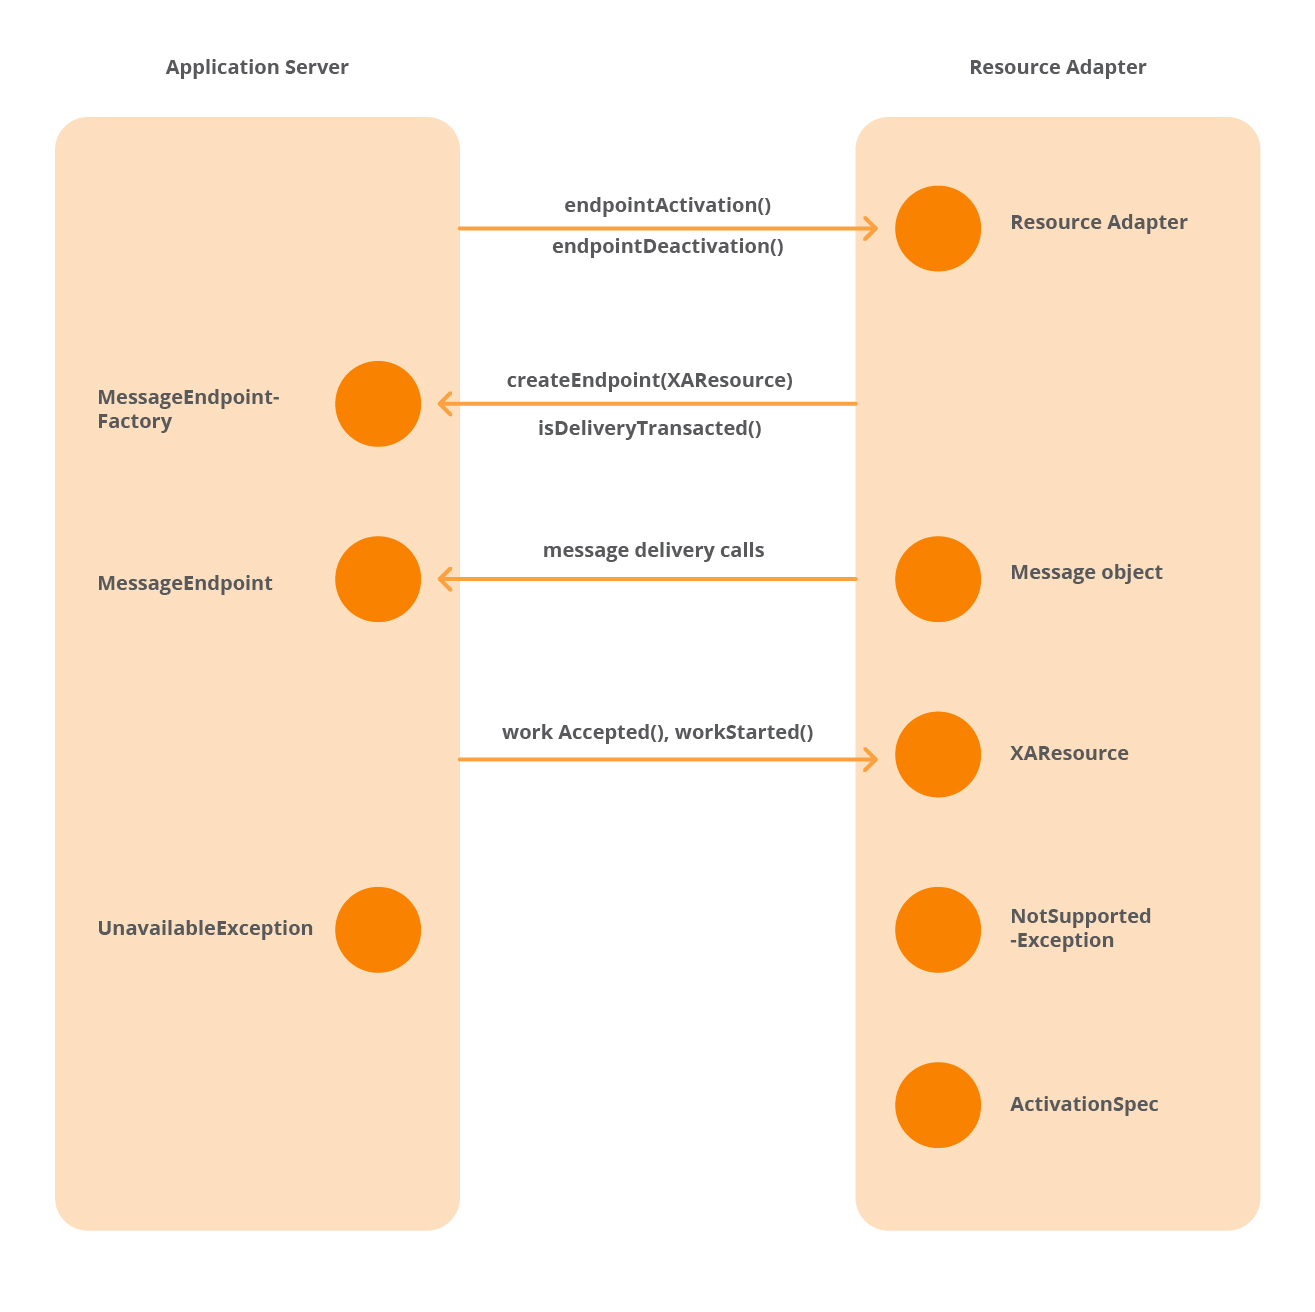 Application Server
Resource Adapter
endpointActivation()
endpointDeactivation()
Resource Adapter
MessageEndpoint-
Factory
createEndpoint(XAResource)
isDeliveryTransacted()
MessageEndpoint
message delivery calls
Message object
work Accepted(), workStarted()
XAResource
UnavailableException
NotSupported
-Exception
ActivationSpec